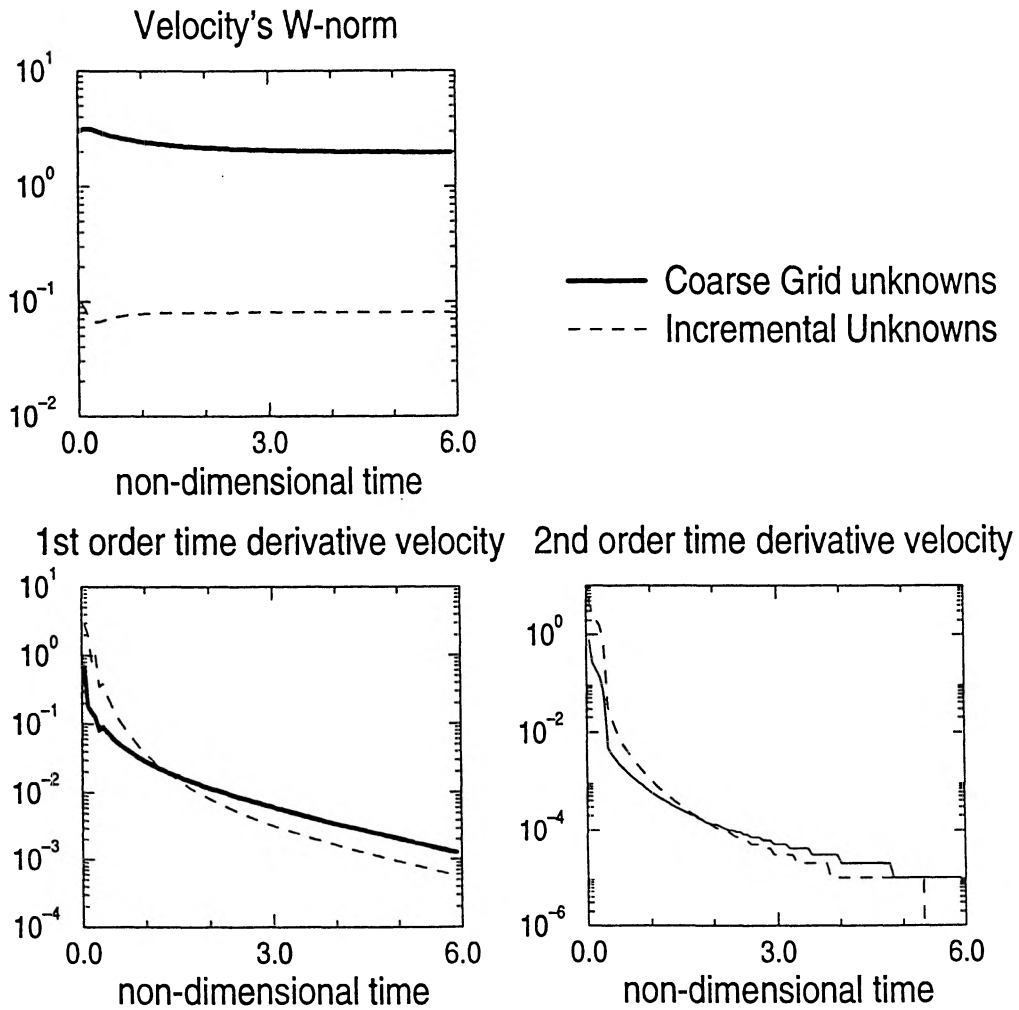 Velocity's W-norm
10^1
10^0
10^-1
10^-2
0.0 3.0 6.0
non-dimensional time
Coarse Grid unknowns
Incremental Unknowns
1st order time derivative velocity
10^1
10^0
10^-1
10^-2
10^-3
10^-4
0.0 3.0 6.0
non-dimensional time
2nd order time derivative velocity
10^0
10^-2
10^-4
10^-6
0.0 3.0 6.0
non-dimensional time